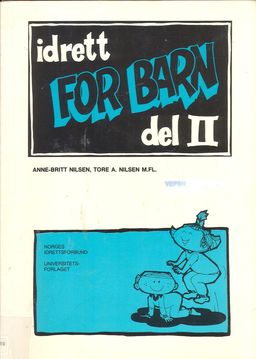 idrett
FOR BARN
del II
ANNE-BRITT NILSEN, TORE A. NILSEN M.FL.
NORGES
IDRETTSFORBUND
UNIVERSITETS-
FORLAGET